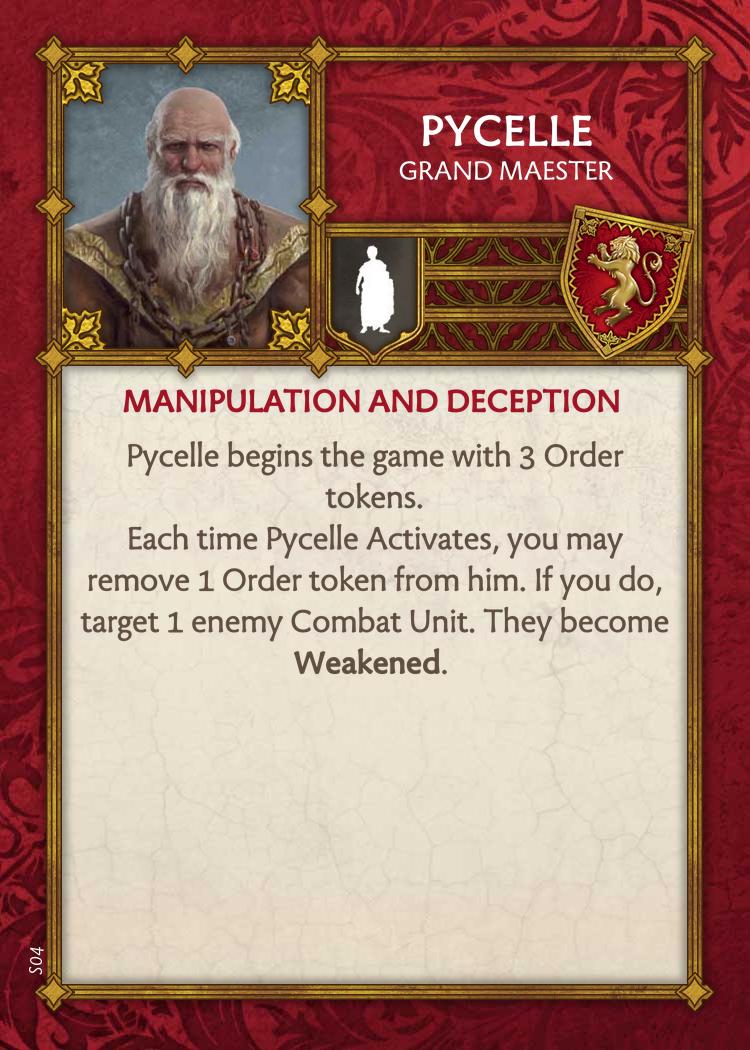 PYCELLE
GRAND MAESTER
MANIPULATION AND DECEPTION
Pycelle begins the game with 3 Order
tokens.
Each time Pycelle Activates, you may
remove 1 Order token from him. If you do,
target 1 enemy Combat Unit. They become
Weakened.
S04